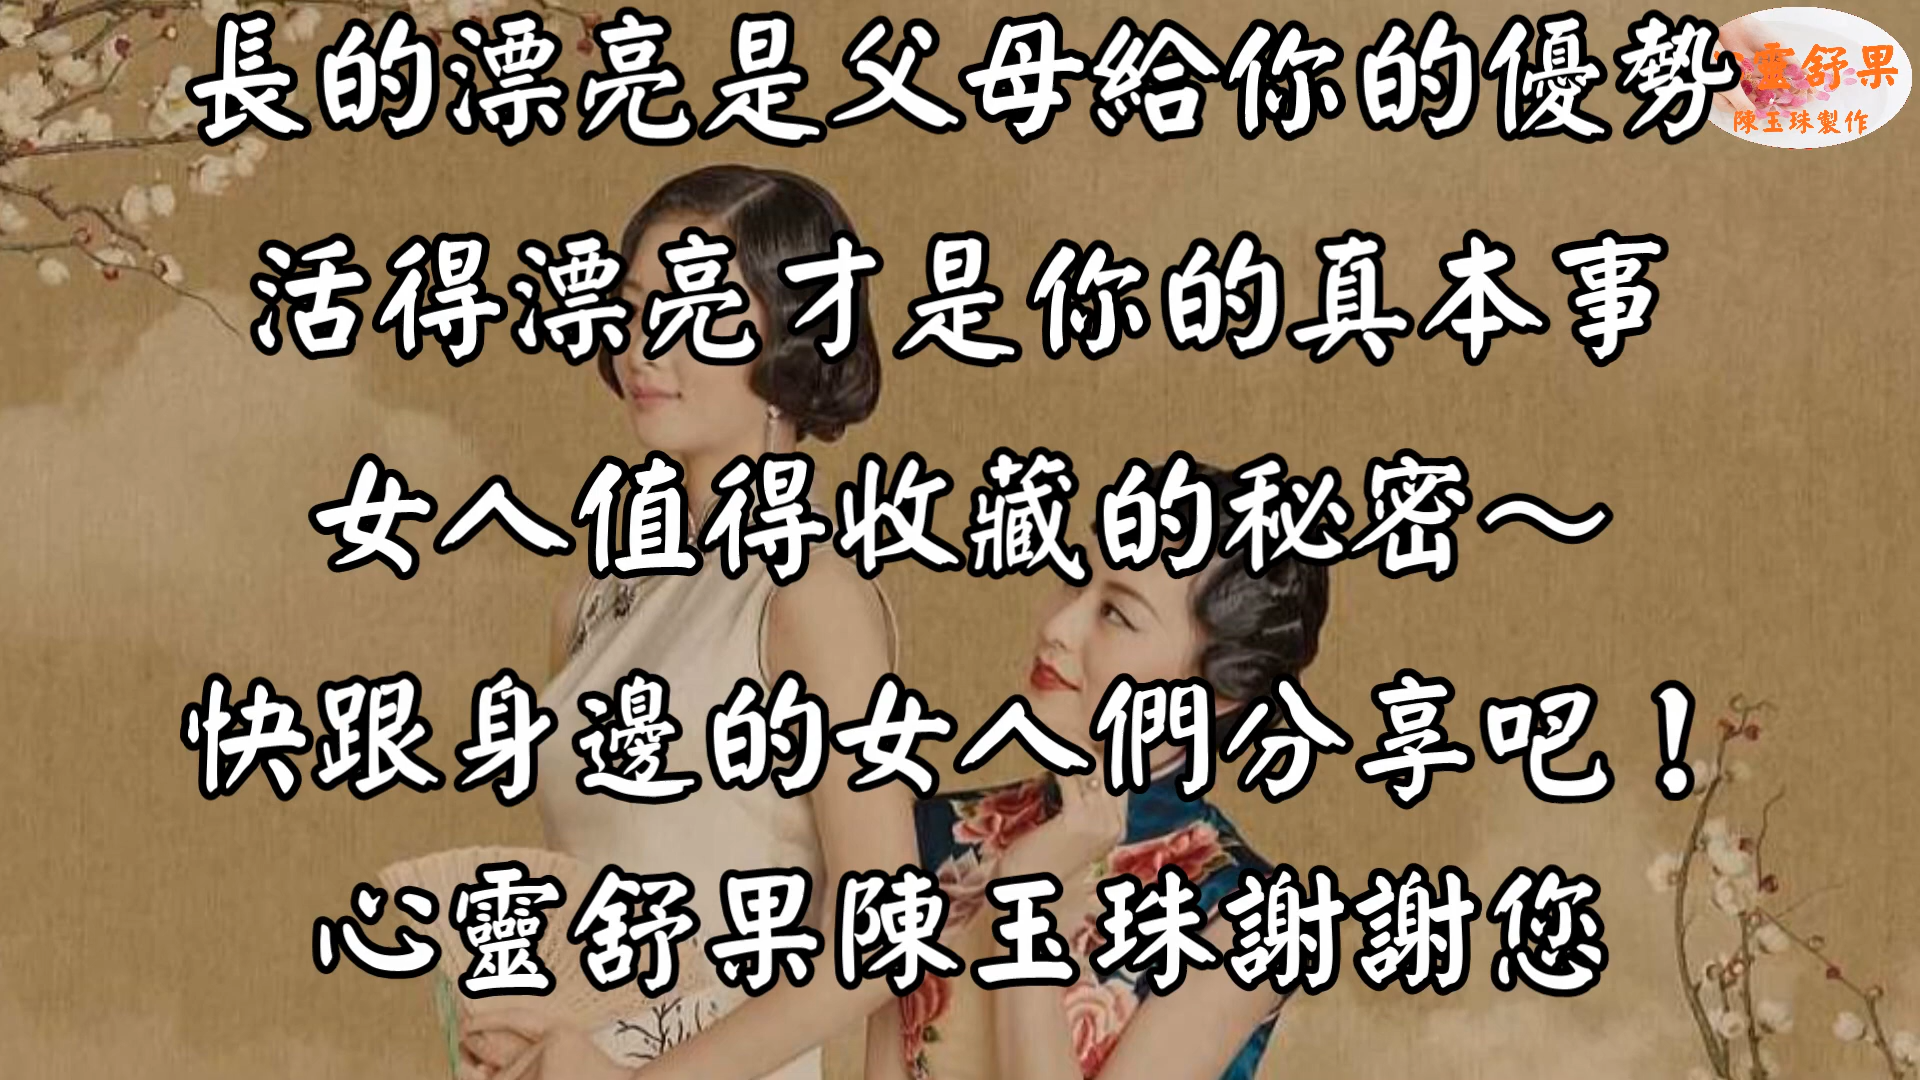 長的漂亮是父母給你的優勢
活得漂亮才是你的真本事
女人值得收藏的秘密～
快跟身邊的女人們分享吧！
心靈舒果陳玉珠謝謝您
心靈舒果
陳玉珠製作